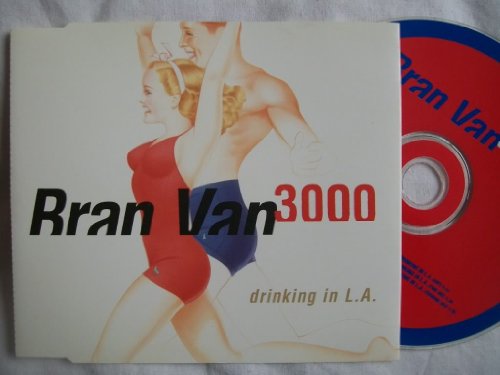 Bran Van 3000
drinking in L.A.
Bran Van